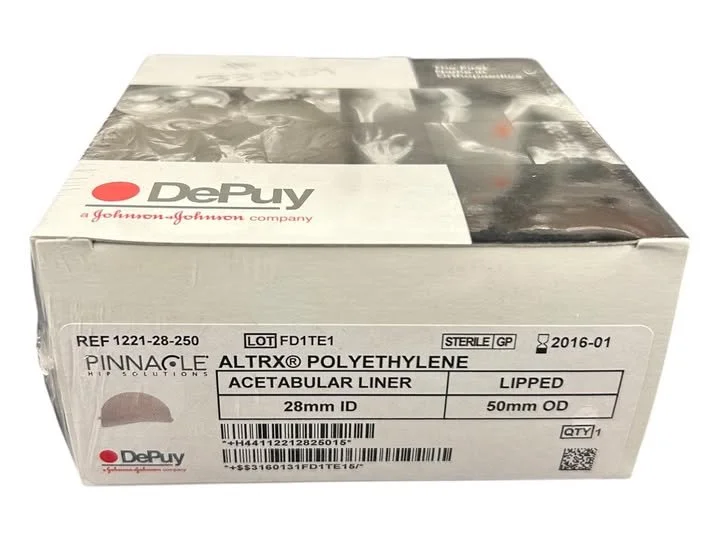 The First
Name in
Orthopaedics
DePuy
a Johnson & Johnson company
REF 1221-28-250
LOT FD1TE1
STERILE GP
2016-01
PINNACLE®
HIP SOLUTIONS
ALTRX® POLYETHYLENE
ACETABULAR LINER
LIPPED
28mm ID
50mm OD
*+H44112212825015*
QTY 1
*+$$3160131FD1TE15/*
DePuy
a Johnson & Johnson company